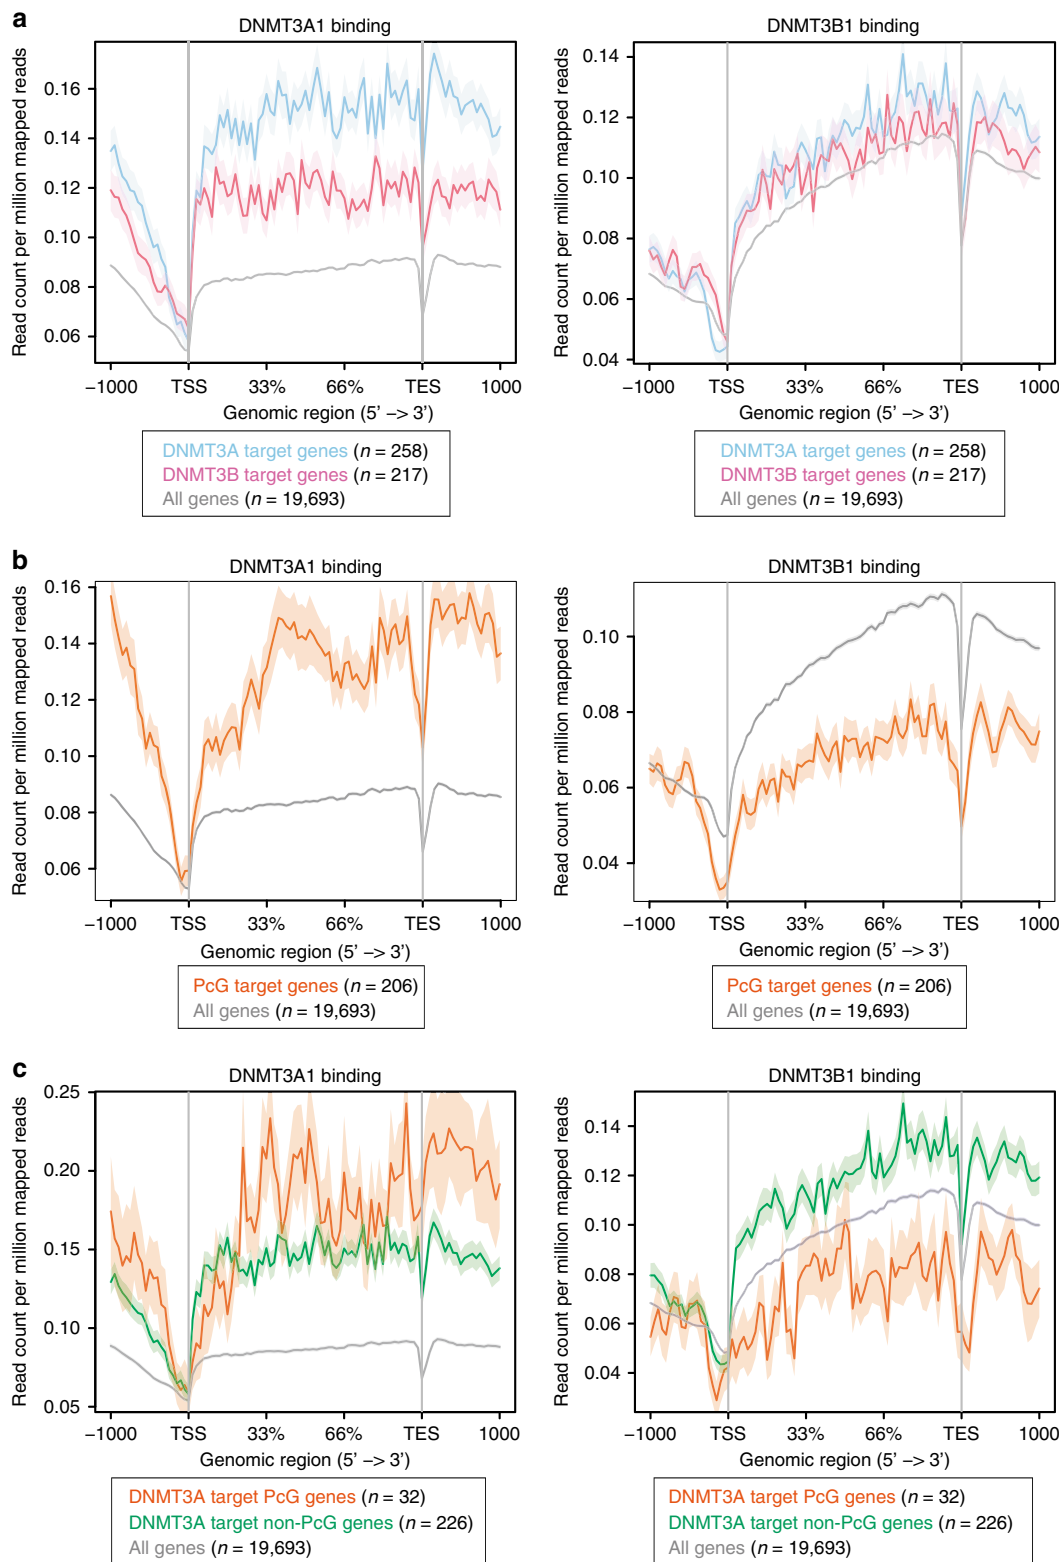 a
DNMT3A1 binding
Read count per million mapped reads
0.16
0.14
0.12
0.10
0.08
0.06
−1000 TSS 33% 66% TES 1000
Genomic region (5’ –> 3’)
DNMT3A target genes (n = 258)
DNMT3B target genes (n = 217)
All genes (n = 19,693)
DNMT3B1 binding
Read count per million mapped reads
0.14
0.12
0.10
0.08
0.06
0.04
−1000 TSS 33% 66% TES 1000
Genomic region (5’ –> 3’)
DNMT3A target genes (n = 258)
DNMT3B target genes (n = 217)
All genes (n = 19,693)
b
DNMT3A1 binding
Read count per million mapped reads
0.16
0.14
0.12
0.10
0.08
0.06
−1000 TSS 33% 66% TES 1000
Genomic region (5’ –> 3’)
PcG target genes (n = 206)
All genes (n = 19,693)
DNMT3B1 binding
Read count per million mapped reads
0.10
0.08
0.06
0.04
−1000 TSS 33% 66% TES 1000
Genomic region (5’ –> 3’)
PcG target genes (n = 206)
All genes (n = 19,693)
c
DNMT3A1 binding
Read count per million mapped reads
0.25
0.20
0.15
0.10
0.05
−1000 TSS 33% 66% TES 1000
Genomic region (5’ –> 3’)
DNMT3A target PcG genes (n = 32)
DNMT3A target non-PcG genes (n = 226)
All genes (n = 19,693)
DNMT3B1 binding
Read count per million mapped reads
0.14
0.12
0.10
0.08
0.06
0.04
−1000 TSS 33% 66% TES 1000
Genomic region (5’ –> 3’)
DNMT3A target PcG genes (n = 32)
DNMT3A target non-PcG genes (n = 226)
All genes (n = 19,693)